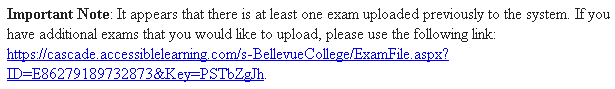 Important Note: It appears that there is at least one exam uploaded previously to the system. If you
have additional exams that you would like to upload, please use the following link:
https://cascade.accessiblelearning.com/s-BellevueCollege/ExamFile.aspx?
ID=E86279189732873&Key=PSTbZgJh.